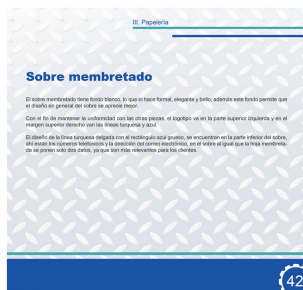 III. Papelería
Sobre membretado
El sobre membretado tiene fondo blanco, lo que lo hace formal, elegante y bello, además este fondo permite que
el diseño en general del sobre se aprecie mejor.
Con el fin de mantener la uniformidad con las otras piezas, el logotipo va en la parte superior izquierda y en el
margen superior derecho van las líneas turquesa y azul
El diseño de la línea turquesa delgada con el rectángulo azul grueso, se encuentran en la parte inferior del sobre,
ahí están los números telefónicos y la dirección del correo electrónico, en el sobre al igual que la hoja membreta-
da se ponen solo dos datos, ya que son más relevantes para los clientes.
42